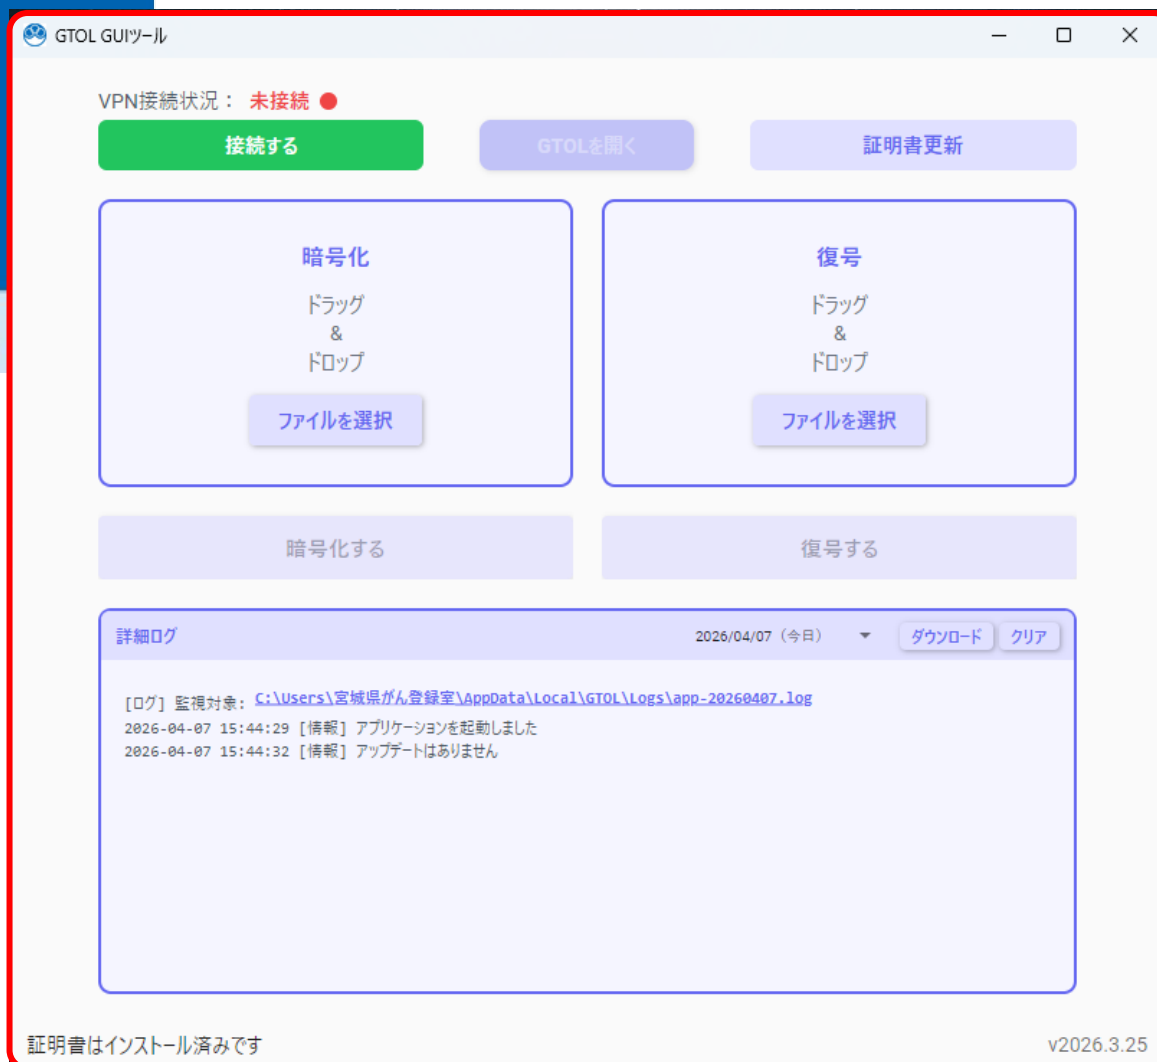 GTOL GUIツール
VPN接続状況： 未接続
接続する
GTOLを開く
証明書更新
暗号化
ドラッグ
&
ドロップ
ファイルを選択
復号
ドラッグ
&
ドロップ
ファイルを選択
暗号化する
復号する
詳細ログ
2026/04/07（今日）
ダウンロード
クリア
[ログ] 監視対象: C:\Users\宮城県がん登録室\AppData\Local\GTOL\Logs\app-20260407.log
2026-04-07 15:44:29 [情報] アプリケーションを起動しました
2026-04-07 15:44:32 [情報] アップデートはありません
証明書はインストール済みです
v2026.3.25